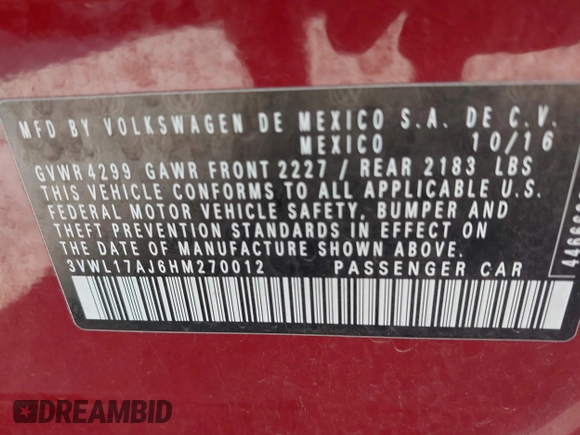 MFD BY VOLKSWAGEN DE MEXICO S.A. DE C.V.
MEXICO 10/16
GVWR 4299 GAWR FRONT 2227 / REAR 2183 LBS
THIS VEHICLE CONFORMS TO ALL APPLICABLE U.S.
FEDERAL MOTOR VEHICLE SAFETY, BUMPER AND
THEFT PREVENTION STANDARDS IN EFFECT ON
THE DATE OF MANUFACTURE SHOWN ABOVE.
3VWL17AJ6HM270012 PASSENGER CAR
DREAMBID